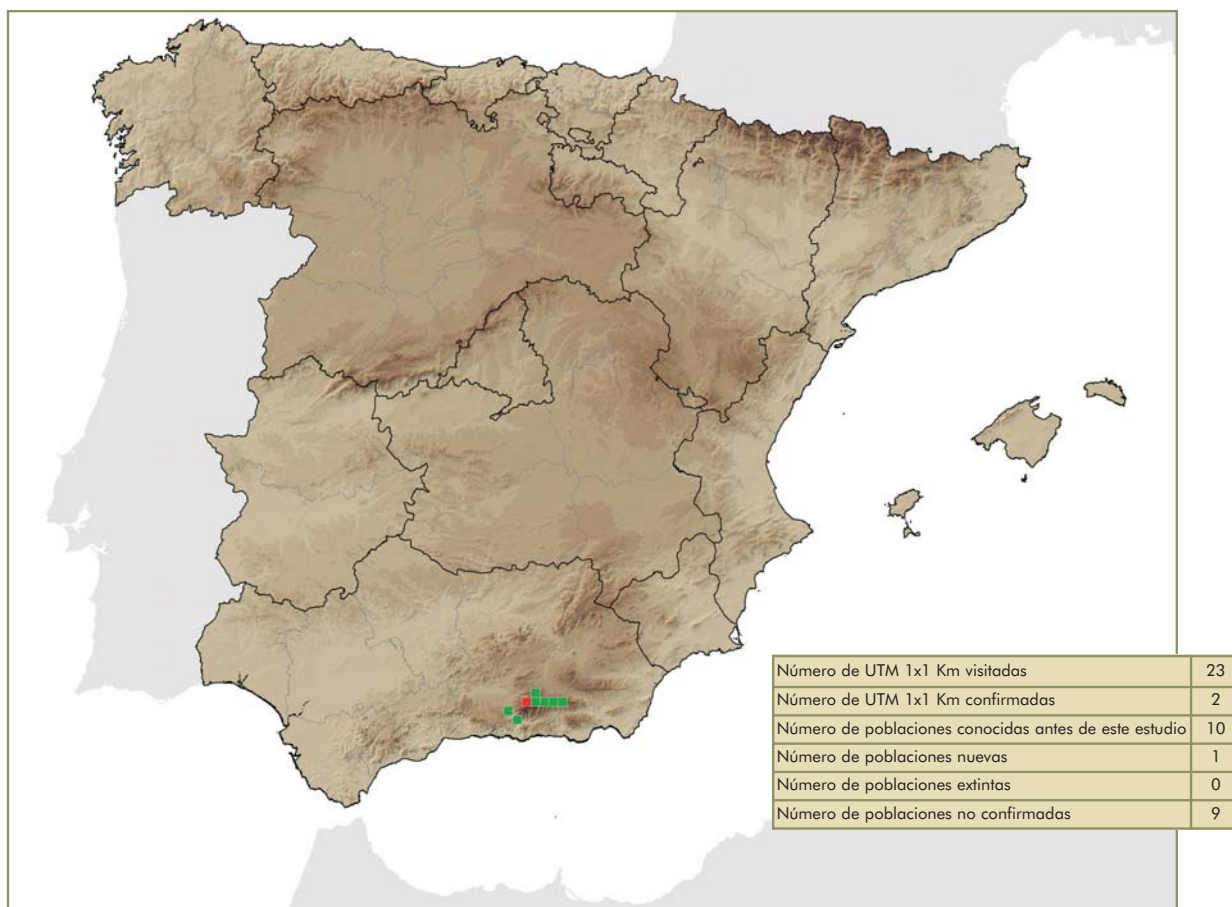 Número de UTM 1x1 Km visitadas 23
Número de UTM 1x1 Km confirmadas 2
Número de poblaciones conocidas antes de este estudio 10
Número de poblaciones nuevas 1
Número de poblaciones extintas 0
Número de poblaciones no confirmadas 9